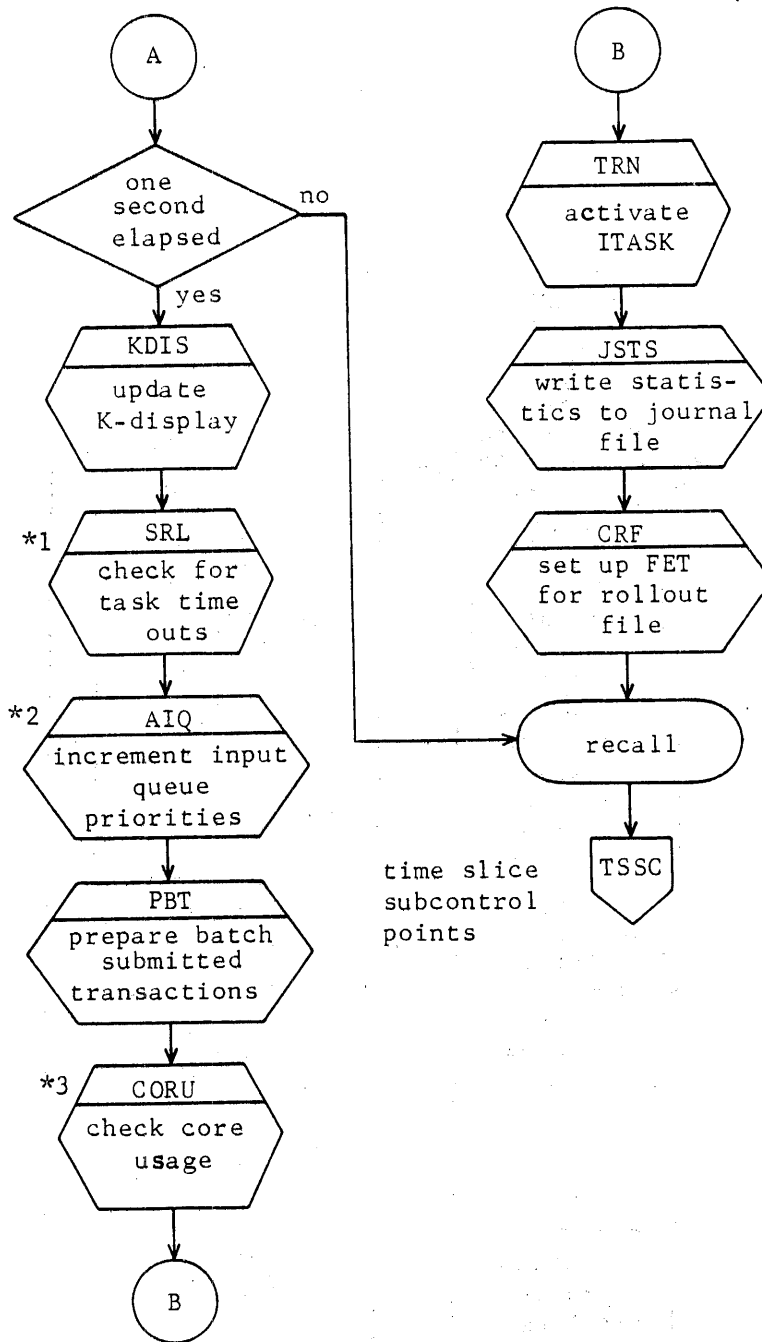 A
one
second
elapsed
no
yes
KDIS
update
K-display
*1
SRL
check for
task time
outs
*2
AIQ
increment input
queue
priorities
PBT
prepare batch
submitted
transactions
*3
CORU
check core
usage
B
B
TRN
activate
ITASK
JSTS
write statis-
tics to journal
file
CRF
set up FET
for rollout
file
recall
TSSC
time slice
subcontrol
points